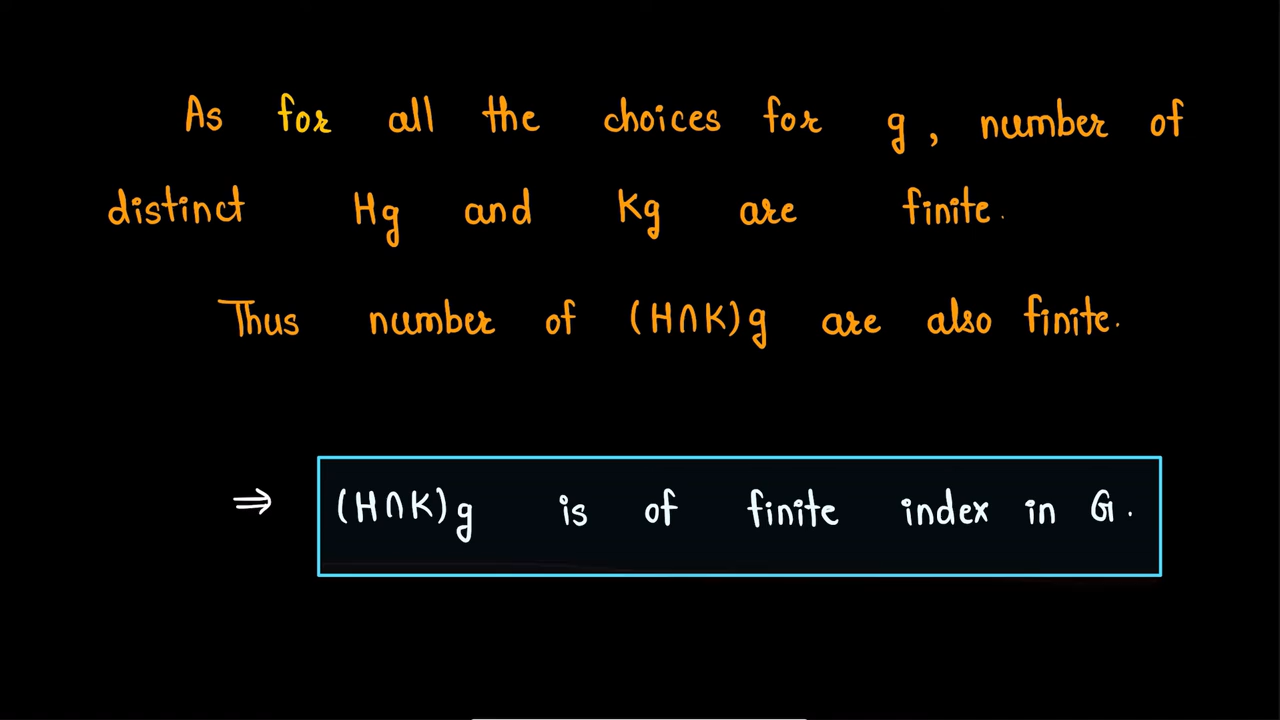 As for all the choices for g, number of
distinct Hg and Kg are finite.
Thus number of (H∩K)g are also finite.
⇒ (H∩K)g is of finite index in G.